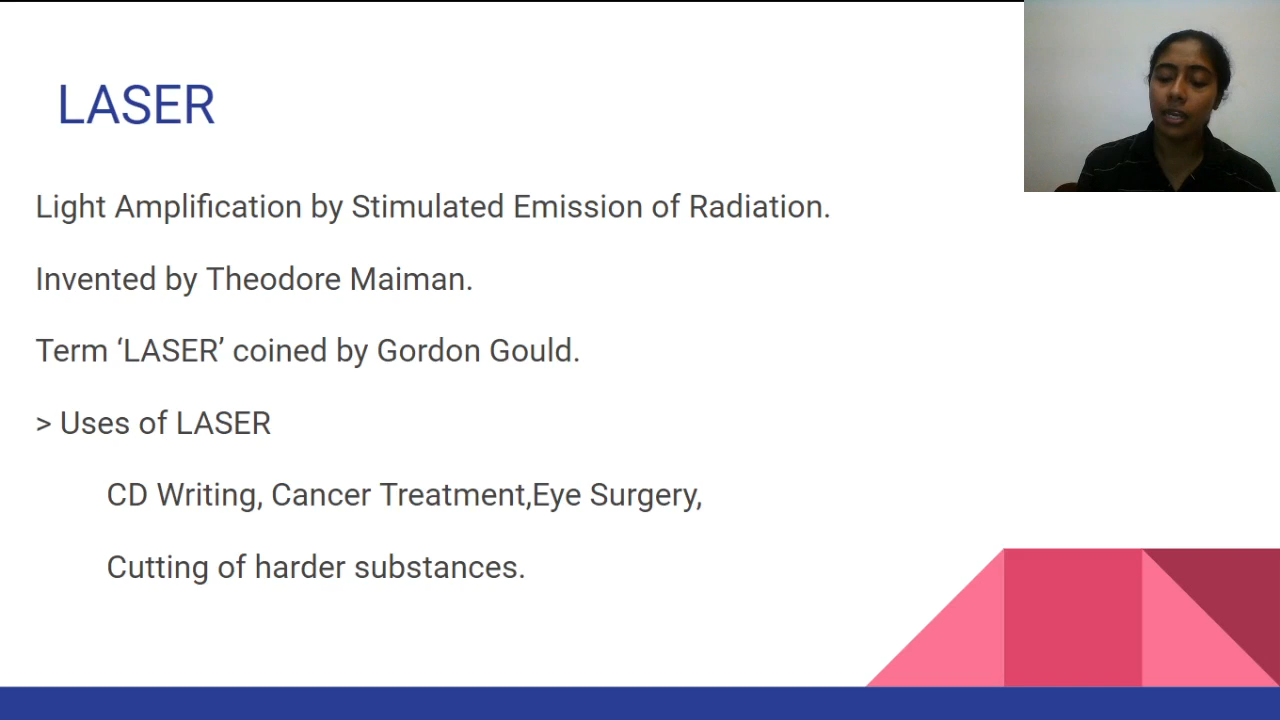 LASER
Light Amplification by Stimulated Emission of Radiation.
Invented by Theodore Maiman.
Term ‘LASER’ coined by Gordon Gould.
> Uses of LASER
CD Writing, Cancer Treatment,Eye Surgery,
Cutting of harder substances.